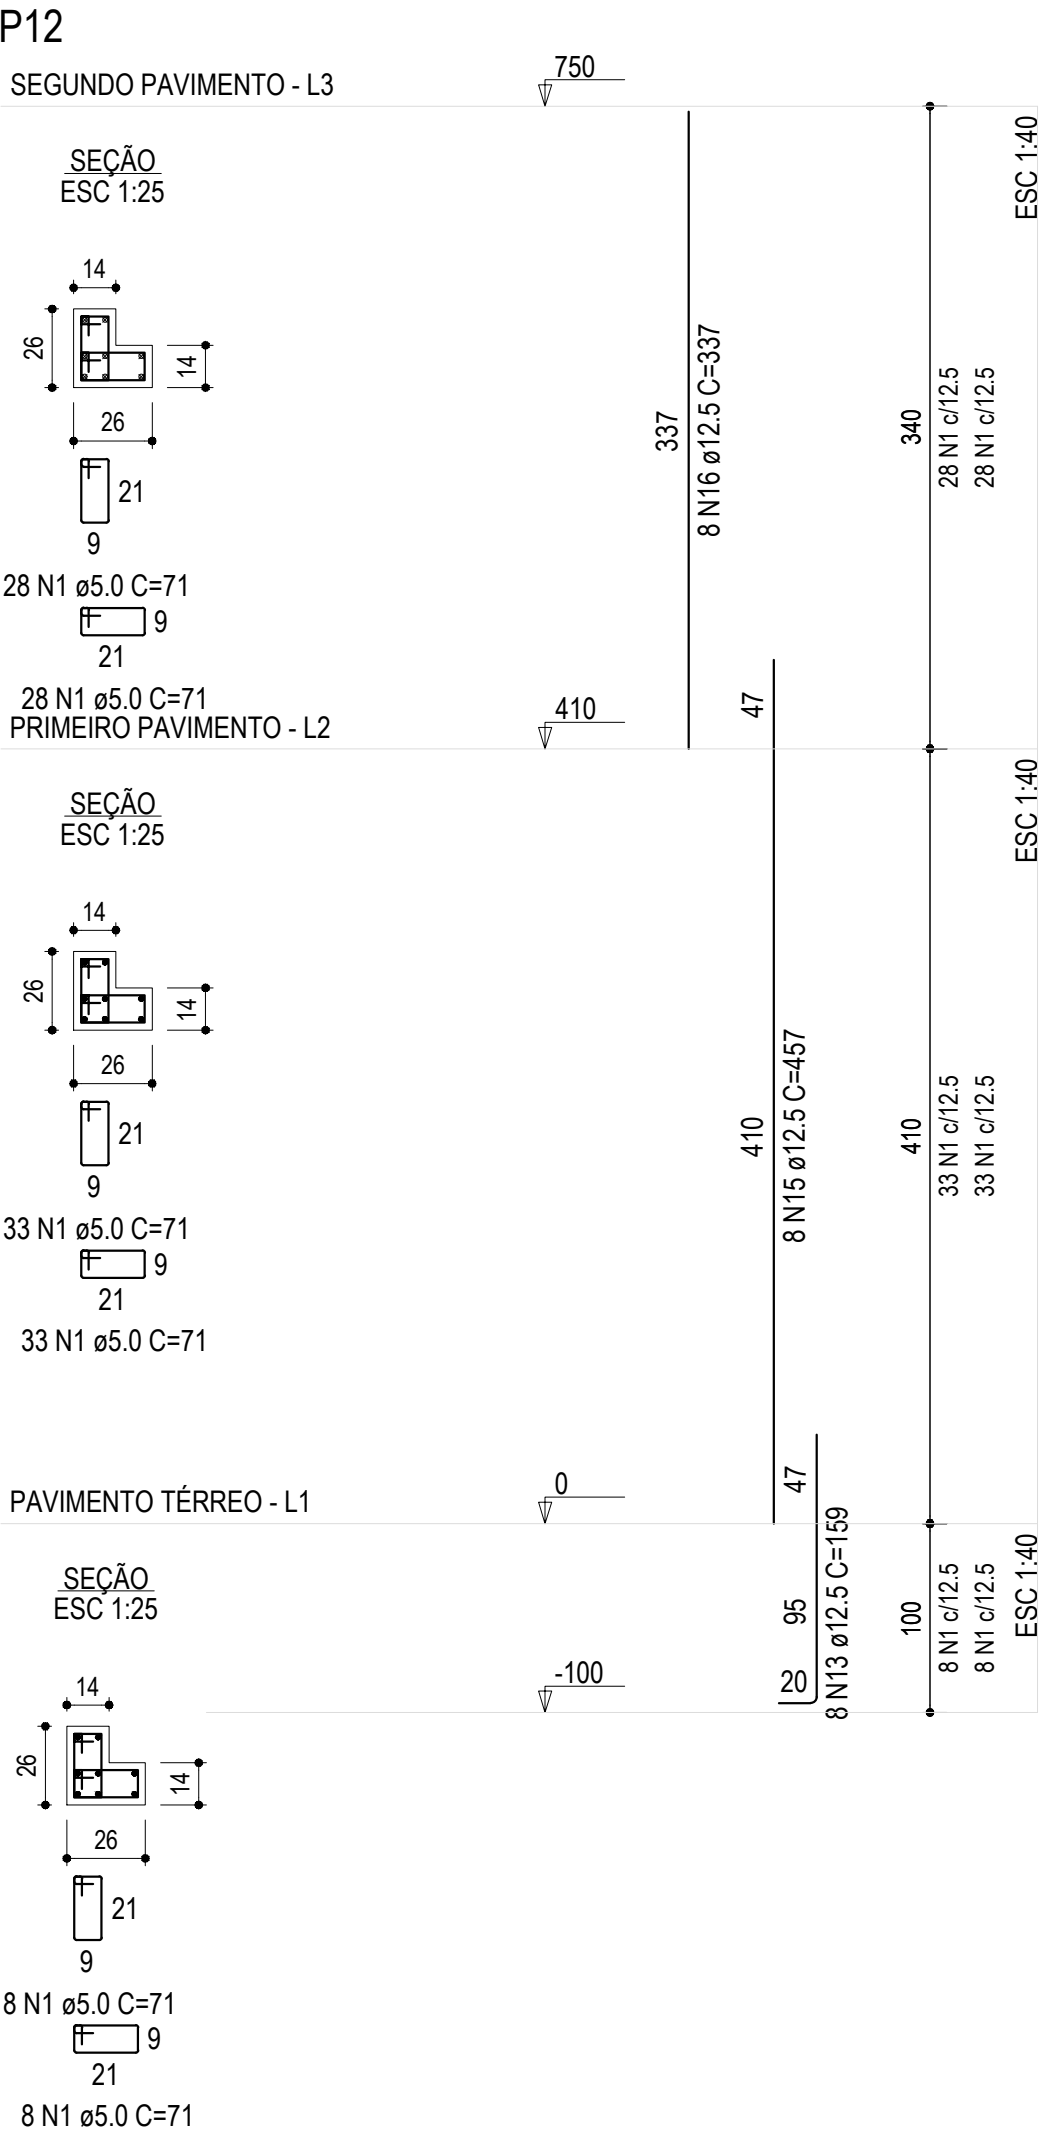 P12
SEGUNDO PAVIMENTO - L3
750
ESC 1:40
SEÇÃO
ESC 1:25
14
26
14
26
21
9
28 N1 ø5.0 C=71
9
21
28 N1 ø5.0 C=71
337
8 N16 ø12.5 C=337
340
28 N1 c/12.5
28 N1 c/12.5
PRIMEIRO PAVIMENTO - L2
410
47
ESC 1:40
SEÇÃO
ESC 1:25
14
26
14
26
21
9
33 N1 ø5.0 C=71
9
21
33 N1 ø5.0 C=71
410
8 N15 ø12.5 C=457
410
33 N1 c/12.5
33 N1 c/12.5
PAVIMENTO TÉRREO - L1
0
47
ESC 1:40
SEÇÃO
ESC 1:25
95
20
8 N13 ø12.5 C=159
100
8 N1 c/12.5
8 N1 c/12.5
-100
14
26
14
26
21
9
8 N1 ø5.0 C=71
9
21
8 N1 ø5.0 C=71